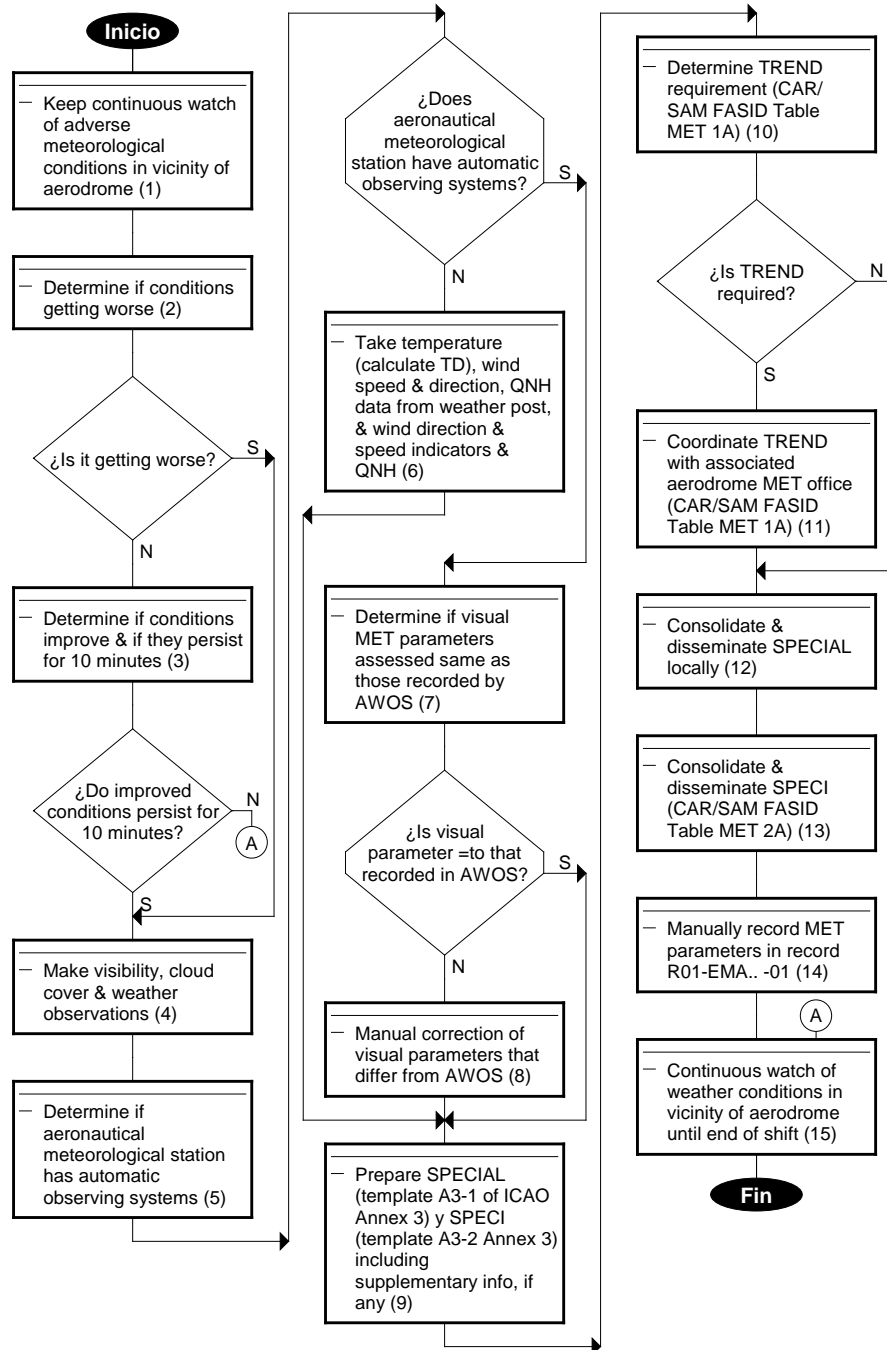 Inicio
— Keep continuous watch
of adverse
meteorological
conditions in vicinity of
aerodrome (1)
— Determine if conditions
getting worse (2)
¿Is it getting worse?
S
N
— Determine if conditions
improve & if they persist
for 10 minutes (3)
¿Do improved
conditions persist for
10 minutes?
N
A
S
— Make visibility, cloud
cover & weather
observations (4)
— Determine if
aeronautical
meteorological station
has automatic
observing systems (5)
¿Does
aeronautical
meteorological
station have automatic
observing systems?
S
N
— Take temperature
(calculate TD), wind
speed & direction, QNH
data from weather post,
& wind direction &
speed indicators &
QNH (6)
— Determine if visual
MET parameters
assessed same as
those recorded by
AWOS (7)
¿Is visual
parameter =to that
recorded in AWOS?
S
N
— Manual correction of
visual parameters that
differ from AWOS (8)
— Prepare SPECIAL
(template A3-1 of ICAO
Annex 3) y SPECI
(template A3-2 Annex 3)
including
supplementary info, if
any (9)
— Determine TREND
requirement (CAR/
SAM FASID Table
MET 1A) (10)
¿Is TREND
required?
N
S
— Coordinate TREND
with associated
aerodrome MET office
(CAR/SAM FASID
Table MET 1A) (11)
— Consolidate &
disseminate SPECIAL
locally (12)
— Consolidate &
disseminate SPECI
(CAR/SAM FASID
Table MET 2A) (13)
— Manually record MET
parameters in record
R01-EMA.. -01 (14)
A
— Continuous watch of
weather conditions in
vicinity of aerodrome
until end of shift (15)
Fin